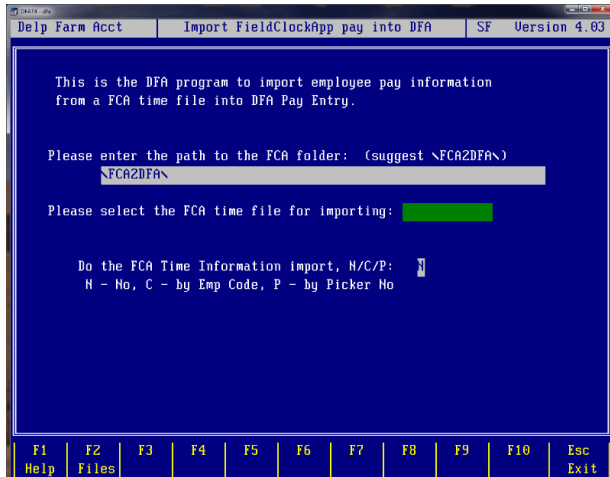 DFA74 - dfa
Delp Farm Acct Import FieldClockApp pay into DFA SF Version 4.03
This is the DFA program to import employee pay information
from a FCA time file into DFA Pay Entry.
Please enter the path to the FCA folder: (suggest \FCA2DFA\)
\FCA2DFA\
Please select the FCA time file for importing:
Do the FCA Time Information import, N/C/P: N
N - No, C - by Emp Code, P - by Picker No
F1 F2 F3 F4 F5 F6 F7 F8 F9 F10 Esc
Help Files Exit